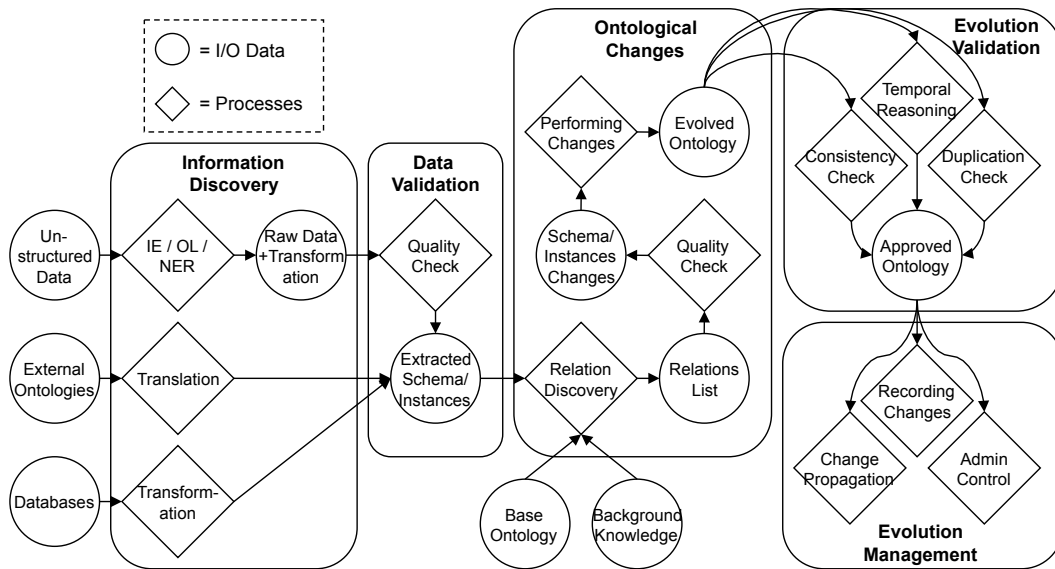 = I/O Data
= Processes
Information
Discovery
Un-
structured
Data
IE / OL /
NER
Raw Data
+Transfor
mation
External
Ontologies
Translation
Databases
Transform-
ation
Data
Validation
Quality
Check
Extracted
Schema/
Instances
Ontological
Changes
Performing
Changes
Evolved
Ontology
Schema/
Instances
Changes
Quality
Check
Relation
Discovery
Relations
List
Base
Ontology
Background
Knowledge
Evolution
Validation
Temporal
Reasoning
Consistency
Check
Duplication
Check
Approved
Ontology
Recording
Changes
Change
Propagation
Admin
Control
Evolution
Management